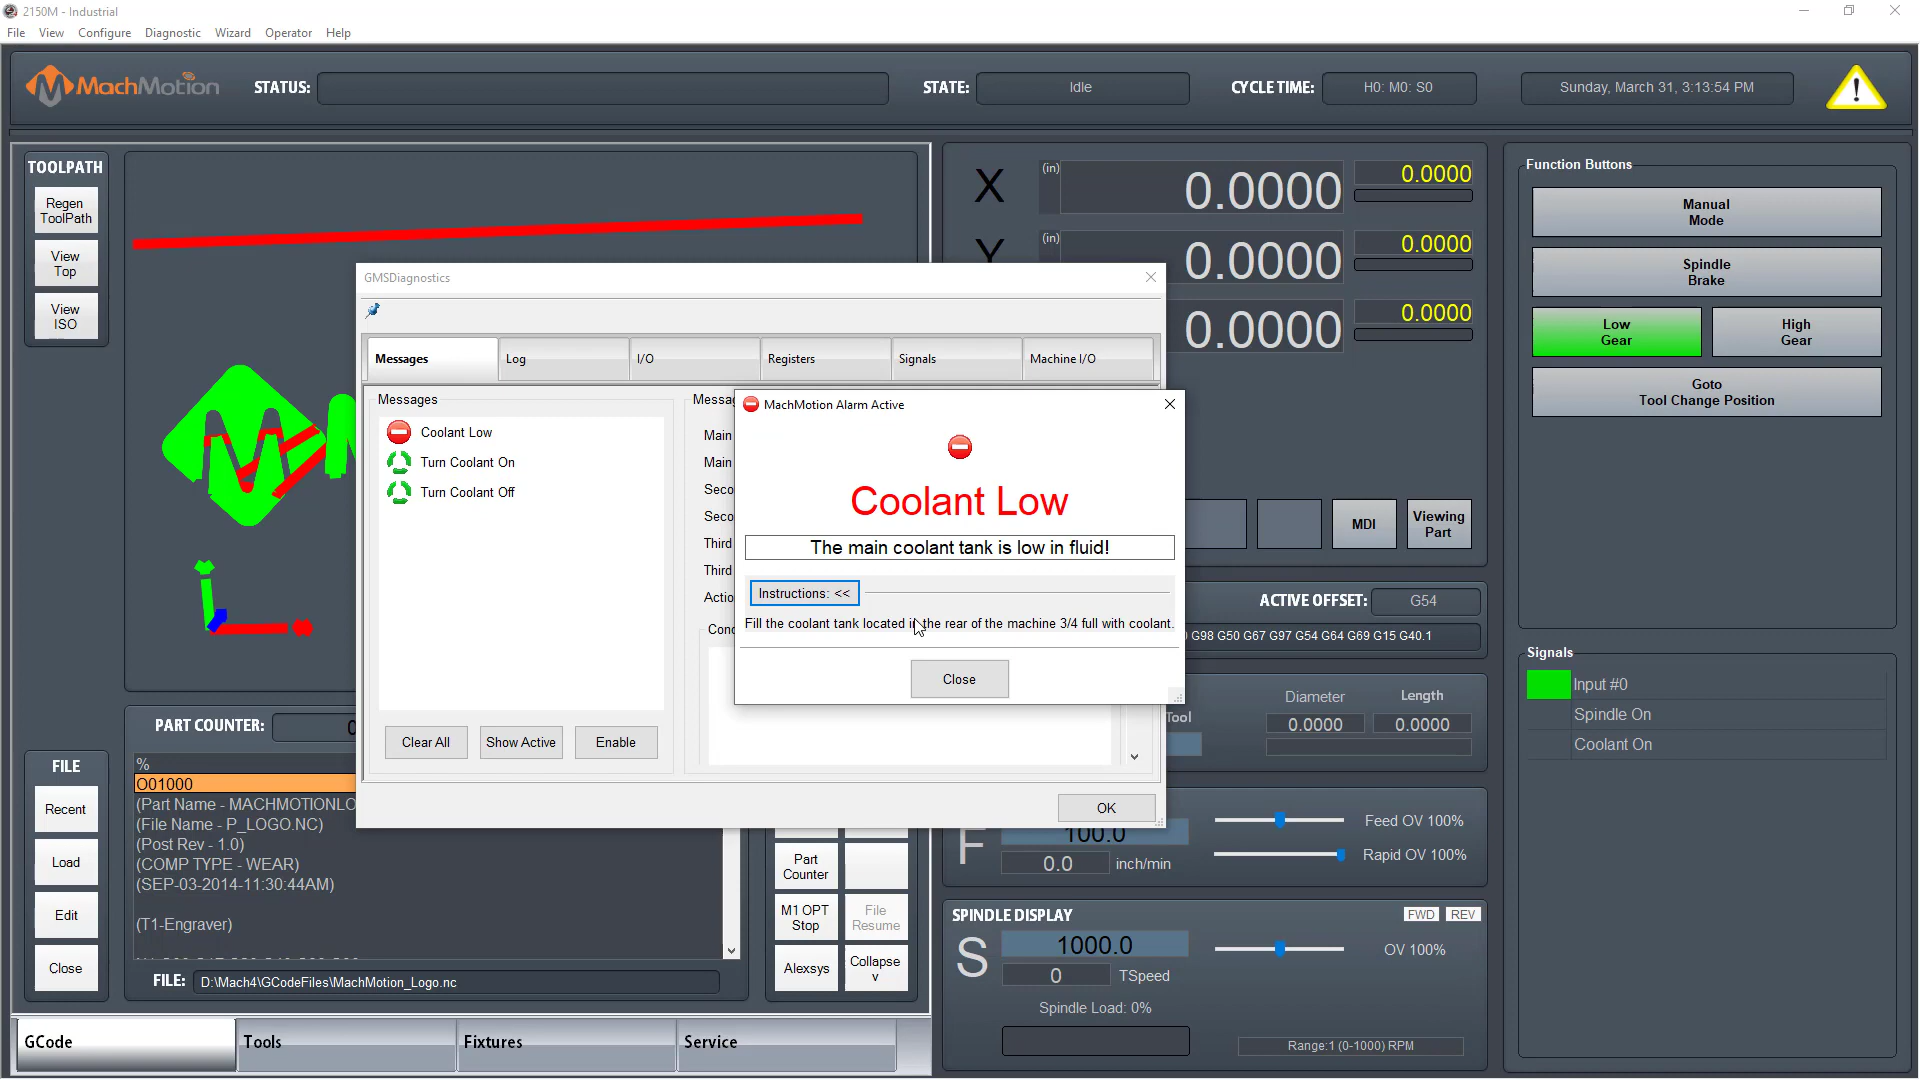 2150M - Industrial
File View Configure Diagnostic Wizard Operator Help
MachMotion
STATUS:
STATE: Idle
CYCLE TIME: H0: M0: S0
Sunday, March 31, 3:13:54 PM
TOOLPATH
Regen
ToolPath
View
Top
View
ISO
X (in) 0.0000 0.0000
Y (in) 0.0000 0.0000
0.0000 0.0000
Function Buttons
Manual
Mode
Spindle
Brake
Low
Gear
High
Gear
Goto
Tool Change Position
GMSDiagnostics
Messages Log I/O Registers Signals Machine I/O
Messages
Coolant Low
Turn Coolant On
Turn Coolant Off
Clear All Show Active Enable
Main
Main
Third
Third
OK
MachMotion Alarm Active
Coolant Low
The main coolant tank is low in fluid!
Instructions: <<
Fill the coolant tank located in the rear of the machine 3/4 full with coolant.
Close
MDI
Viewing
Part
ACTIVE OFFSET: G54
G98 G50 G67 G97 G54 G64 G69 G15 G40.1
Tool
Diameter Length
0.0000 0.0000
Signals
Input #0
Spindle On
Coolant On
PART COUNTER: 0
FILE
Recent
Load
Edit
Close
%
O01000
(Part Name - MACHMOTIONLO
(File Name - P_LOGO.NC)
(Post Rev - 1.0)
(COMP TYPE - WEAR)
(SEP-03-2014-11:30:44AM)
(T1-Engraver)
FILE: D:\Mach4\GCodeFiles\MachMotion_Logo.nc
Part
Counter
M1 OPT
Stop
File
Resume
Alexsys
Collapse
v
F 100.0
0.0 inch/min
Feed OV 100%
Rapid OV 100%
SPINDLE DISPLAY
FWD REV
S 1000.0
OV 100%
0 TSpeed
Spindle Load: 0%
Range:1 (0-1000) RPM
GCode Tools Fixtures Service